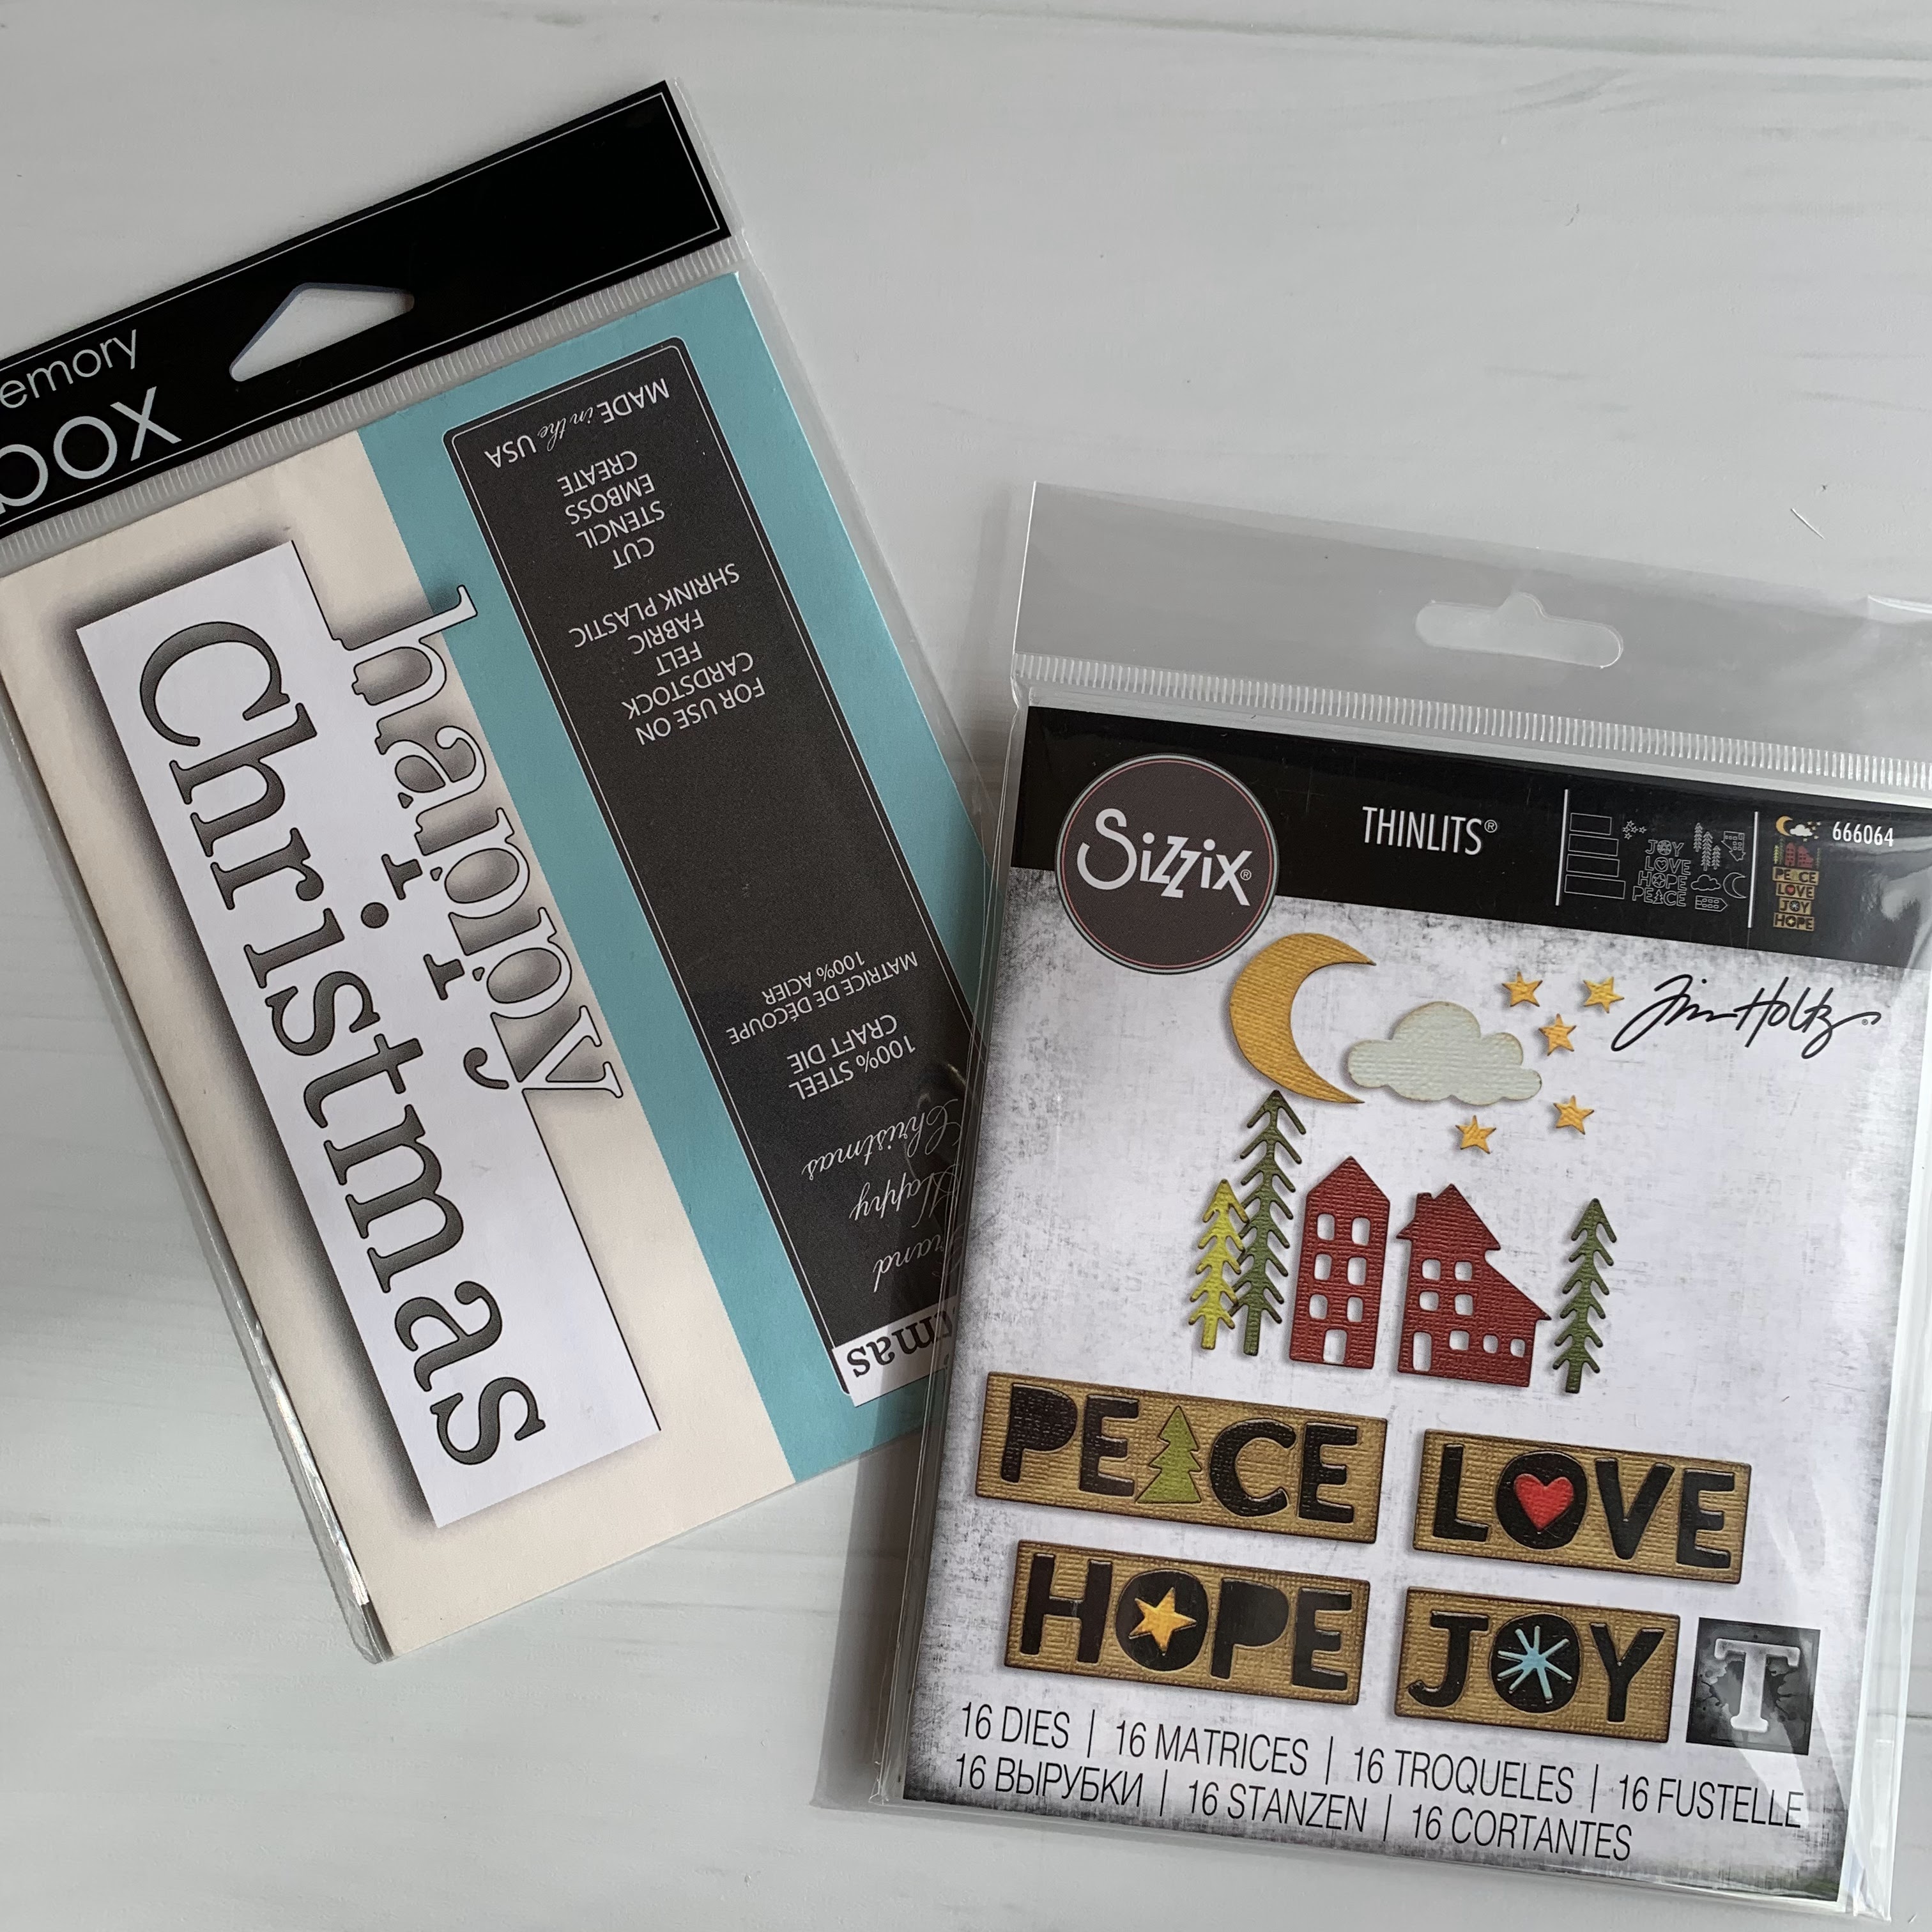 emory
box
happy
Christmas
MADE in the USA
CREATE
EMBOSS
STENCIL
CUT
SHRINK PLASTIC
FABRIC
FELT
CARDSTOCK
FOR USE ON
MATRICE DE DÉCOUPE
100% ACIER
100% STEEL
CRAFT DIE
Happy
Christmas
mas
Sizzix®
THINLITS®
JOY
LOVE
HOPE
PEACE
PEACE
LOVE
JOY
HOPE
666064
Tim Holtz
PE CE
LOVE
HOPE
JOY
T
16 DIES | 16 MATRICES | 16 TROQUELES | 16 FUSTELLE
16 ВЫРУБКИ | 16 STANZEN | 16 CORTANTES